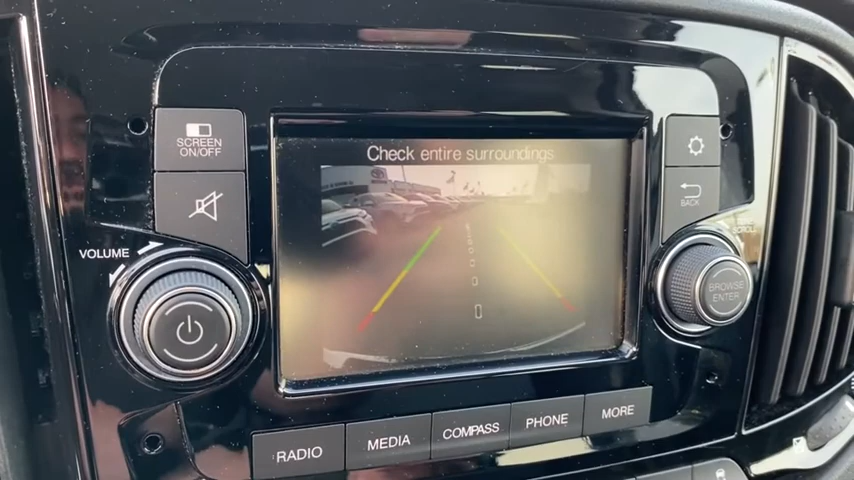 Check entire surroundings
SCREEN
ON/OFF
VOLUME
BACK
BROWSE
ENTER
RADIO
MEDIA
COMPASS
PHONE
MORE